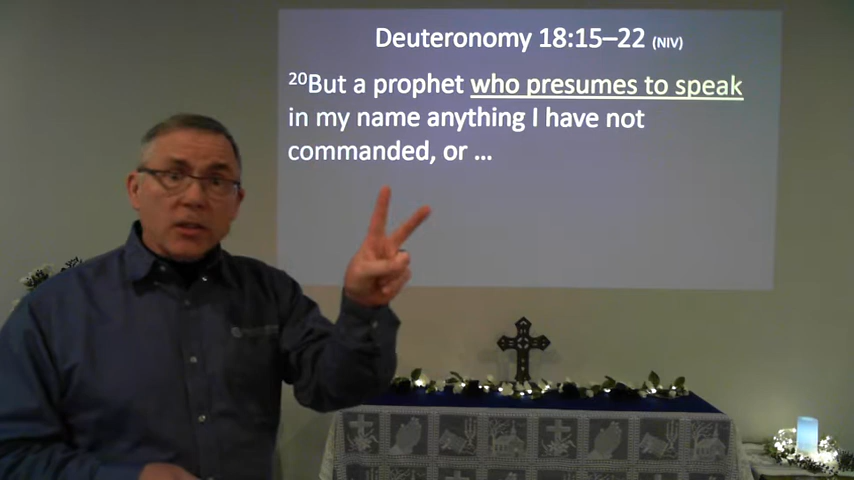 Deuteronomy 18:15–22 (NIV)
20But a prophet who presumes to speak
in my name anything I have not
commanded, or ...